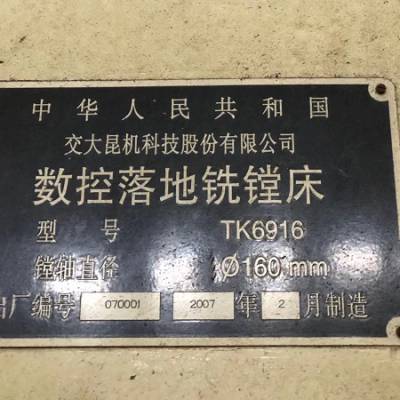 中华人民共和国
交大昆机科技股份有限公司
数控落地铣镗床
型号 TK6916
镗轴直径 Ø160 mm
出厂编号 070001 2007 年 2 月制造